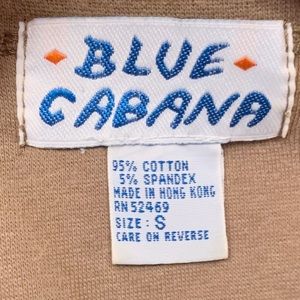 BLUE
CABANA
95% COTTON
5% SPANDEX
MADE IN HONG KONG
RN 52469
SIZE: S
CARE ON REVERSE